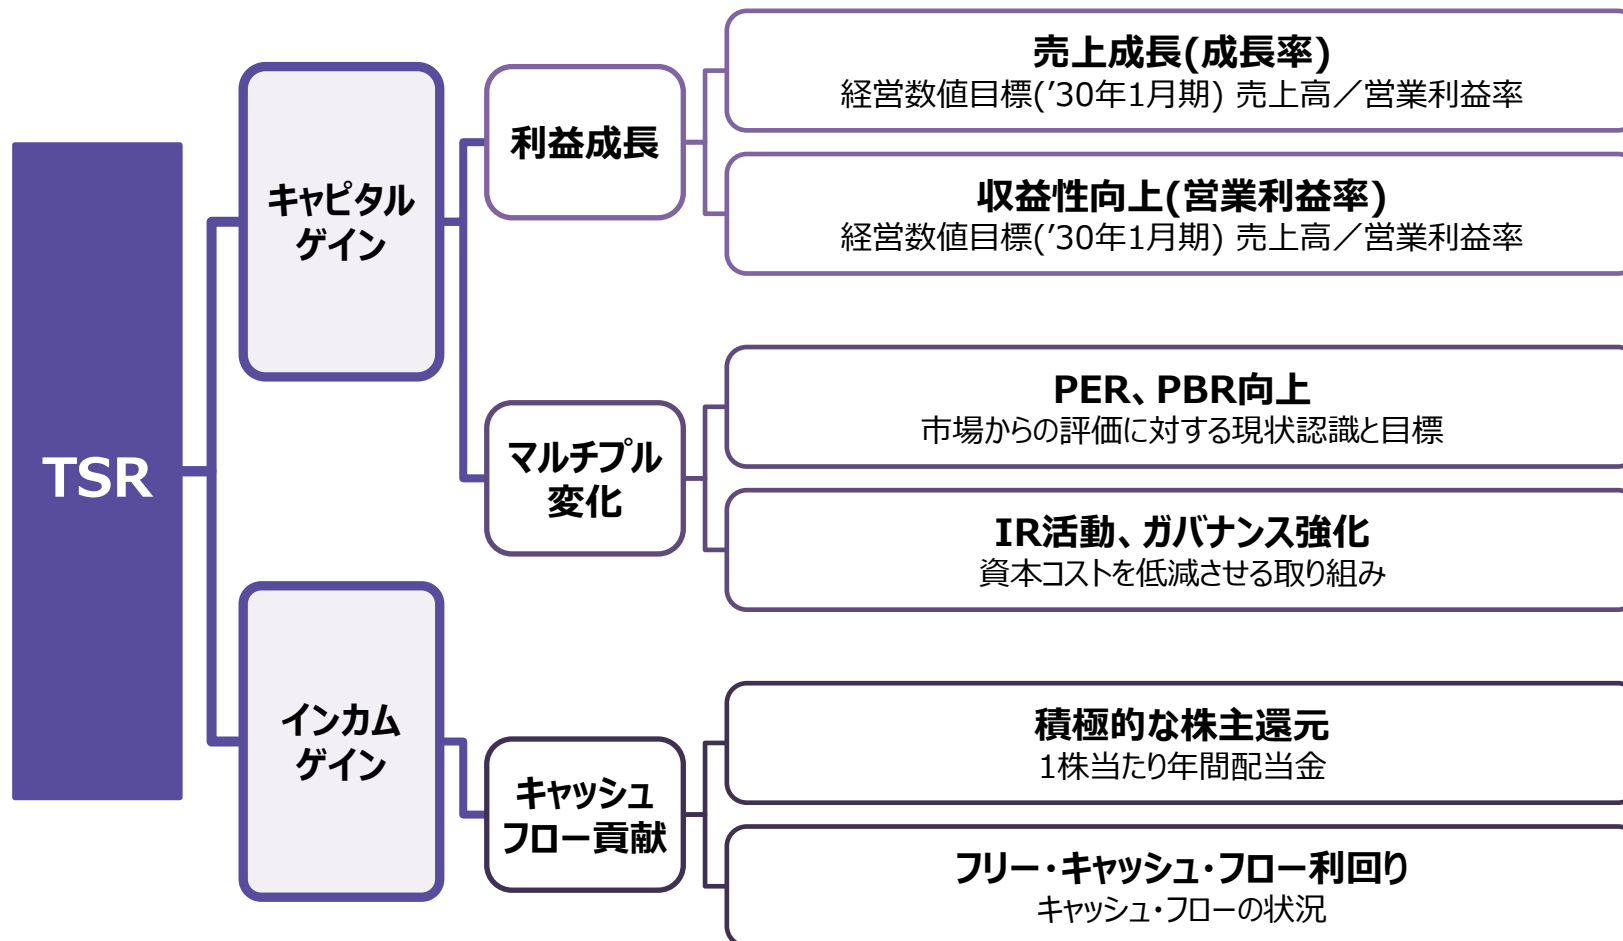 TSR
キャピタル
ゲイン
利益成長
売上成長(成長率)
経営数値目標('30年1月期) 売上高／営業利益率
収益性向上(営業利益率)
経営数値目標('30年1月期) 売上高／営業利益率
マルチプル
変化
PER、PBR向上
市場からの評価に対する現状認識と目標
IR活動、ガバナンス強化
資本コストを低減させる取り組み
インカム
ゲイン
キャッシュ
フロー貢献
積極的な株主還元
1株当たり年間配当金
フリー・キャッシュ・フロー利回り
キャッシュ・フローの状況